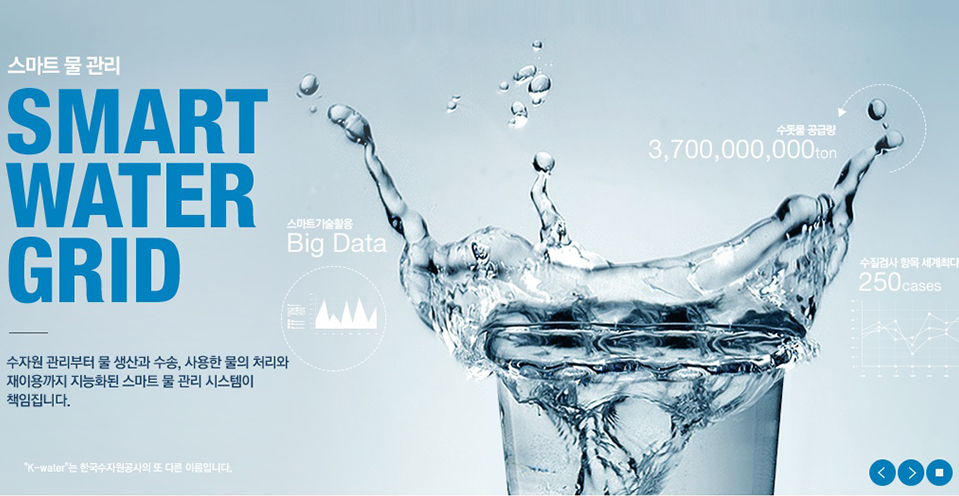 스마트 물 관리
SMART
WATER
GRID
수자원 관리부터 물 생산과 수송, 사용한 물의 처리와
재이용까지 지능화된 스마트 물 관리 시스템이
책임집니다.
"K-water"는 한국수자원공사의 또 다른 이름입니다.
스마트기술활용
Big Data
수돗물 공급량
3,700,000,000ton
수질검사 항목 세계최다
250cases